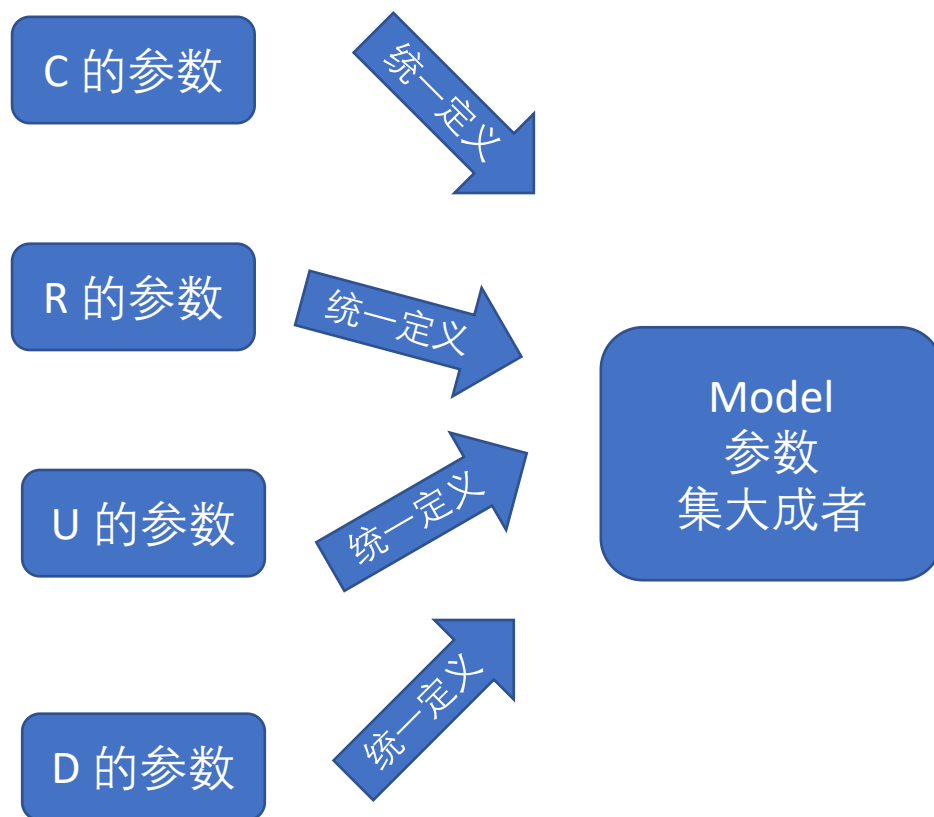 C 的参数
统一定义
R 的参数
统一定义
U 的参数
统一定义
D 的参数
统一定义
Model
参数
集大成者